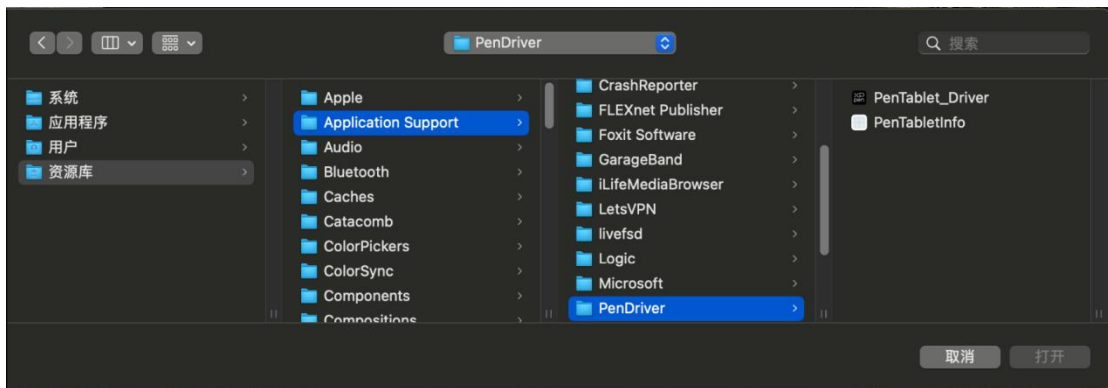 PenDriver
搜索
系统
应用程序
用户
资源库
Apple
Application Support
Audio
Bluetooth
Caches
Catacomb
ColorPickers
ColorSync
Components
Compositions
CrashReporter
FLEXnet Publisher
Foxit Software
GarageBand
iLifeMediaBrowser
LetsVPN
livefsd
Logic
Microsoft
PenDriver
PenTablet_Driver
PenTabletInfo
取消
打开